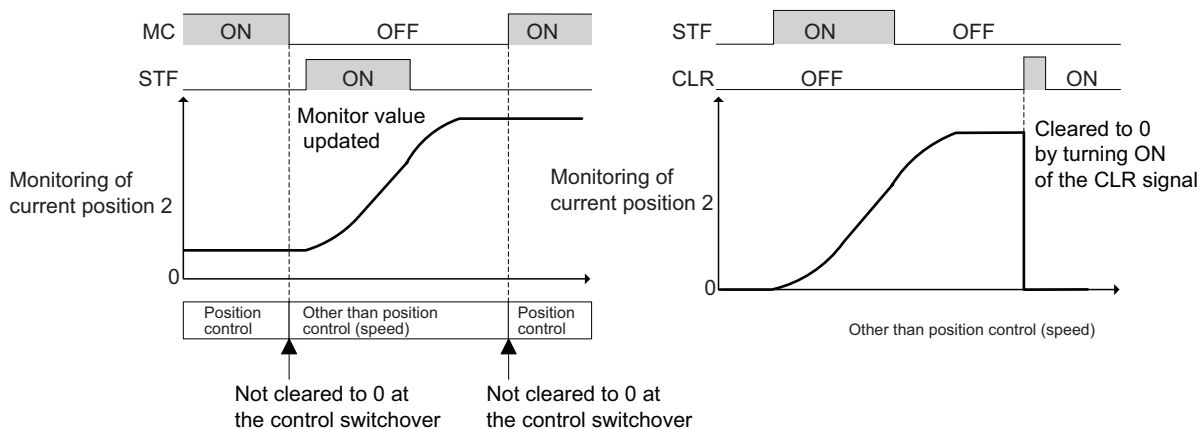 MC ON OFF ON
STF ON
Monitor value
updated
Monitoring of
current position 2
0
Position
control
Other than position
control (speed)
Position
control
Not cleared to 0 at
the control switchover
Not cleared to 0 at
the control switchover
STF ON OFF
CLR OFF ON
Cleared to 0
by turning ON
of the CLR signal
Monitoring of
current position 2
0
Other than position control (speed)